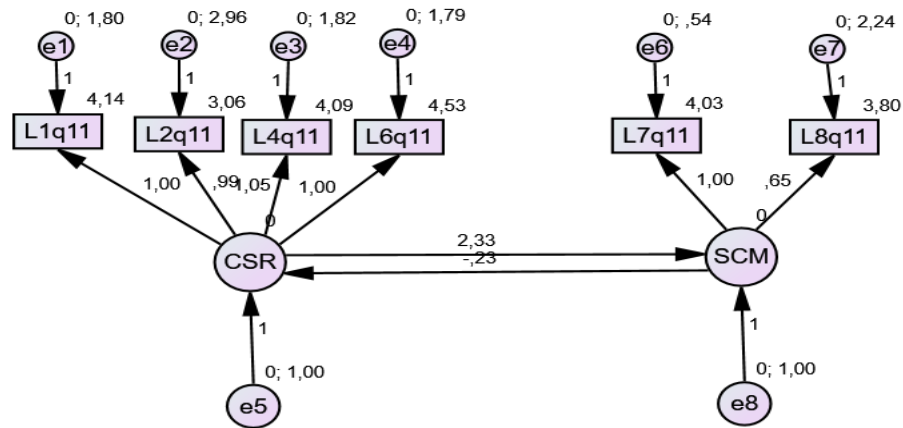 0; 1,80
0; 2,96
0; 1,82
0; 1,79
0; ,54
0; 2,24
e1
e2
e3
e4
e6
e7
1
1
1
1
1
1
4,14
3,06
4,09
4,53
4,03
3,80
L1q11
L2q11
L4q11
L6q11
L7q11
L8q11
1,00
,99
1,05
1,00
1,00
,65
0
0
CSR
2,33
-,23
SCM
1
1
0; 1,00
0; 1,00
e5
e8